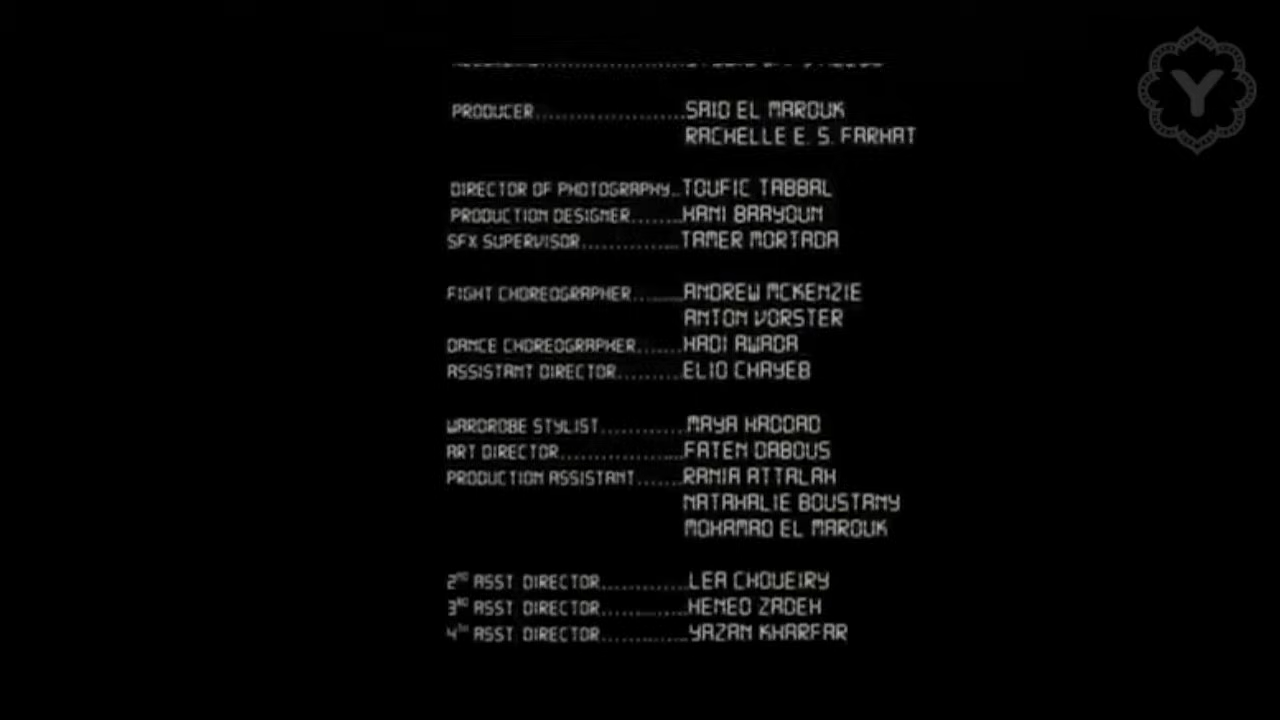 PRODUCER.....................SAID EL MAROUK
RACHELLE E. S. FARHAT
DIRECTOR OF PHOTOGRAPHY..TOUFIC TABBAL
PRODUCTION DESIGNER........HANI BARYOUN
SFX SUPERVISOR...............TAMER MORTADA
FIGHT CHOREOGRAPHER........ANDREW MCKENZIE
ANTON VORSTER
DANCE CHOREOGRAPHER.......HADI AWADA
ASSISTANT DIRECTOR..........ELIO CHAYEB
WARDROBE STYLIST.............MAYA HADDAD
ART DIRECTOR...................FATEN DABOUS
PRODUCTION ASSISTANT.......RANIA ATTALAH
NATAHALIE BOUSTANY
MOHAMAD EL MAROUK
2ND ASST DIRECTOR.............LEA CHOUEIRY
3RD ASST DIRECTOR.............HEMED ZADEH
4TH ASST DIRECTOR.............YAZAN KHARFAR
Y